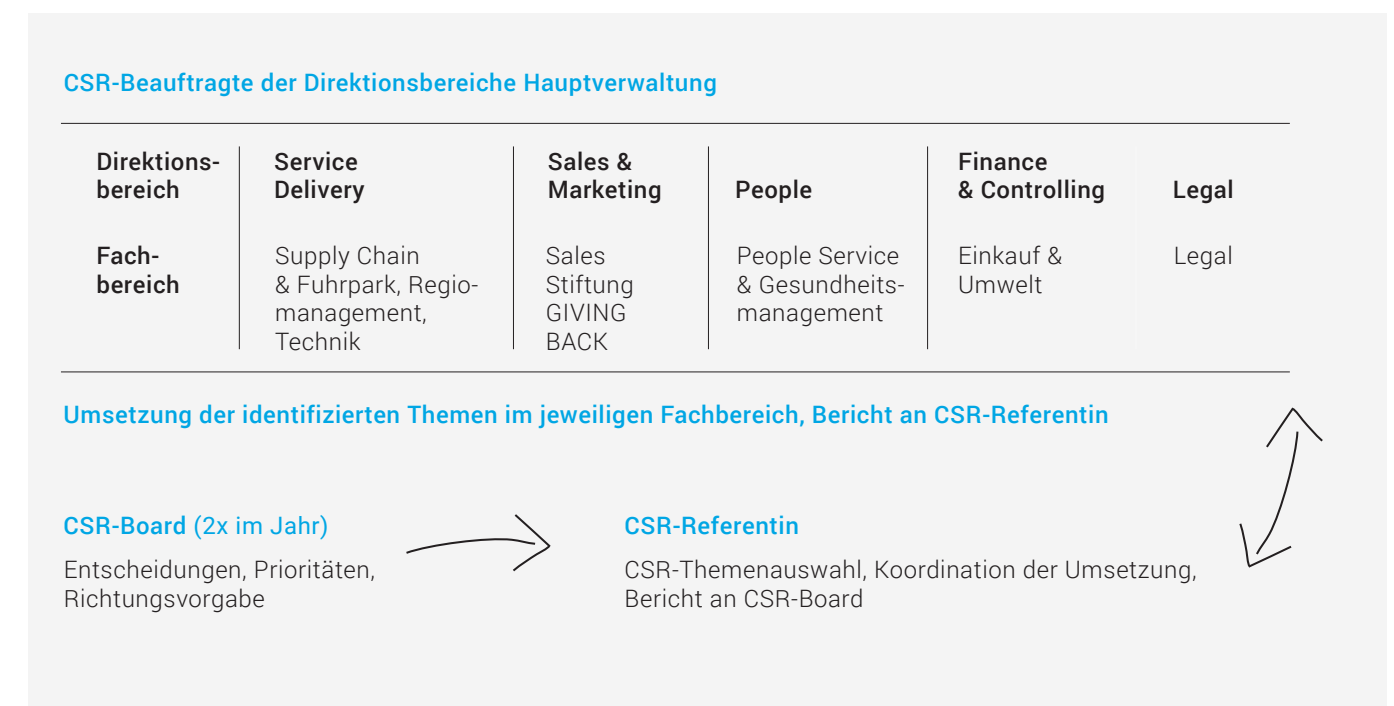 CSR-Beauftragte der Direktionsbereiche Hauptverwaltung
Direktions-
bereich
Service
Delivery
Sales &
Marketing
People
Finance
& Controlling
Legal
Fach-
bereich
Supply Chain
& Fuhrpark, Regio-
management,
Technik
Sales
Stiftung
GIVING
BACK
People Service
& Gesundheits-
management
Einkauf &
Umwelt
Legal
Umsetzung der identifizierten Themen im jeweiligen Fachbereich, Bericht an CSR-Referentin
CSR-Board (2x im Jahr)
Entscheidungen, Prioritäten,
Richtungsvorgabe
CSR-Referentin
CSR-Themenauswahl, Koordination der Umsetzung,
Bericht an CSR-Board